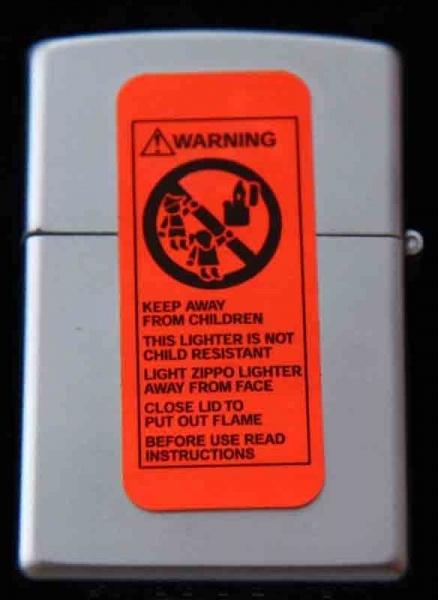 WARNING
KEEP AWAY
FROM CHILDREN
THIS LIGHTER IS NOT
CHILD RESISTANT
LIGHT ZIPPO LIGHTER
AWAY FROM FACE
CLOSE LID TO
PUT OUT FLAME
BEFORE USE READ
INSTRUCTIONS